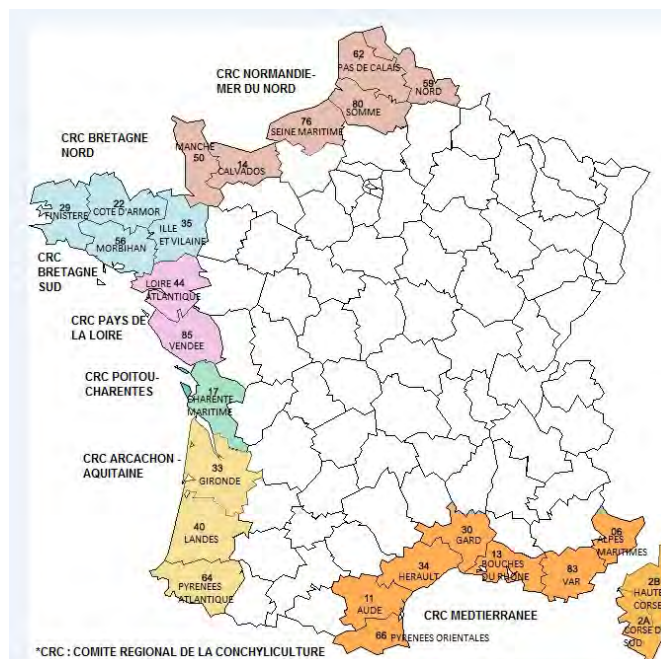 62
PAS DE CALAIS
CRC NORMANDIE-
MER DU NORD
59
NORD
80
SOMME
76
SEINE MARITIME
CRC BRETAGNE
NORD
MANCHE
50
14
CALVADOS
29
FINISTERE
22
COTE D'ARMOR
35
ILLE
ET VILAINE
56
MORBIHAN
CRC
BRETAGNE
SUD
LOIRE 44
ATLANTIQUE
CRC PAYS DE
LA LOIRE
85
VENDEE
CRC POITOU-
CHARENTES
17
CHARENTE
MARITIME
CRC ARCACHON -
AQUITAINE
33
GIRONDE
40
LANDES
64
PYRENEES
ATLANTIQUE
30
GARD
34
HERAULT
13
BOUCHES
DU RHONE
06
ALPES
MARITIMES
83
VAR
11
AUDE
CRC MEDTIERRANEE
66 PYRENEES ORIENTALES
2B
HAUTE
CORSE
2A
CORSE D
SUD
*CRC : COMITE REGIONAL DE LA CONCHYLICULTURE